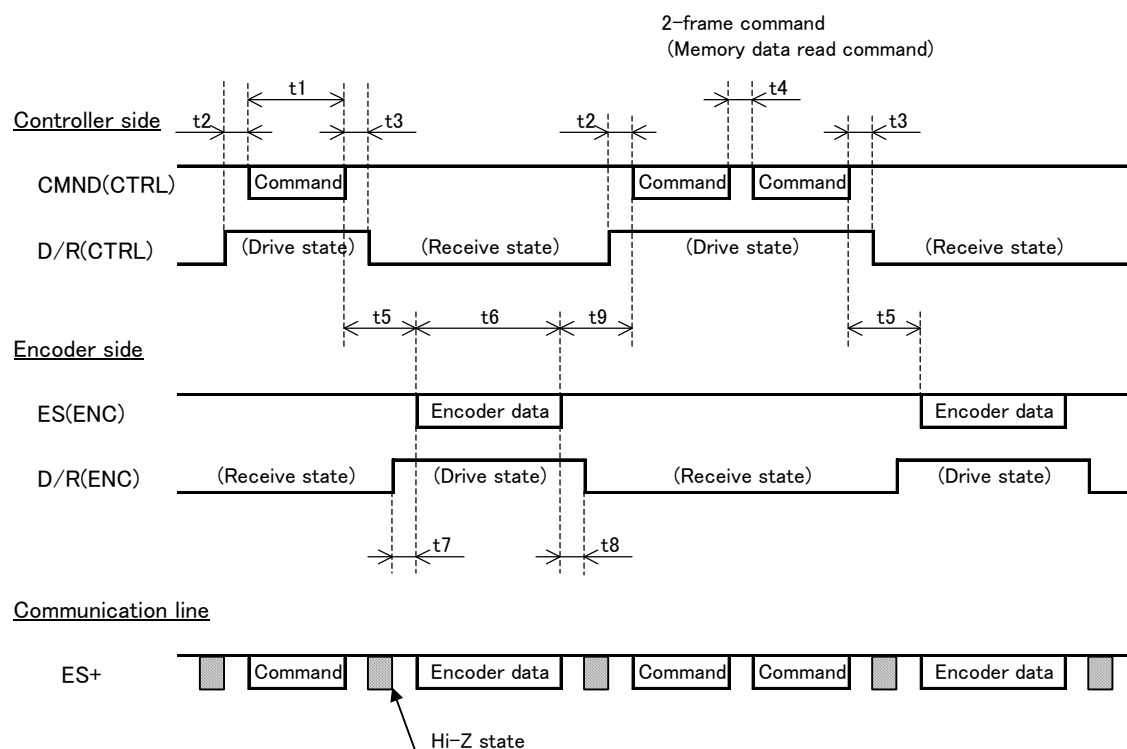 2-frame command
(Memory data read command)
t1
t4
Controller side
t2
t3
t2
t3
CMND(CTRL)
Command
Command
Command
D/R(CTRL)
(Drive state)
(Receive state)
(Drive state)
(Receive state)
t5
t6
t9
t5
Encoder side
ES(ENC)
Encoder data
Encoder data
D/R(ENC)
(Receive state)
(Drive state)
(Receive state)
(Drive state)
t7
t8
Communication line
ES+
Command
Encoder data
Command
Command
Encoder data
Hi-Z state